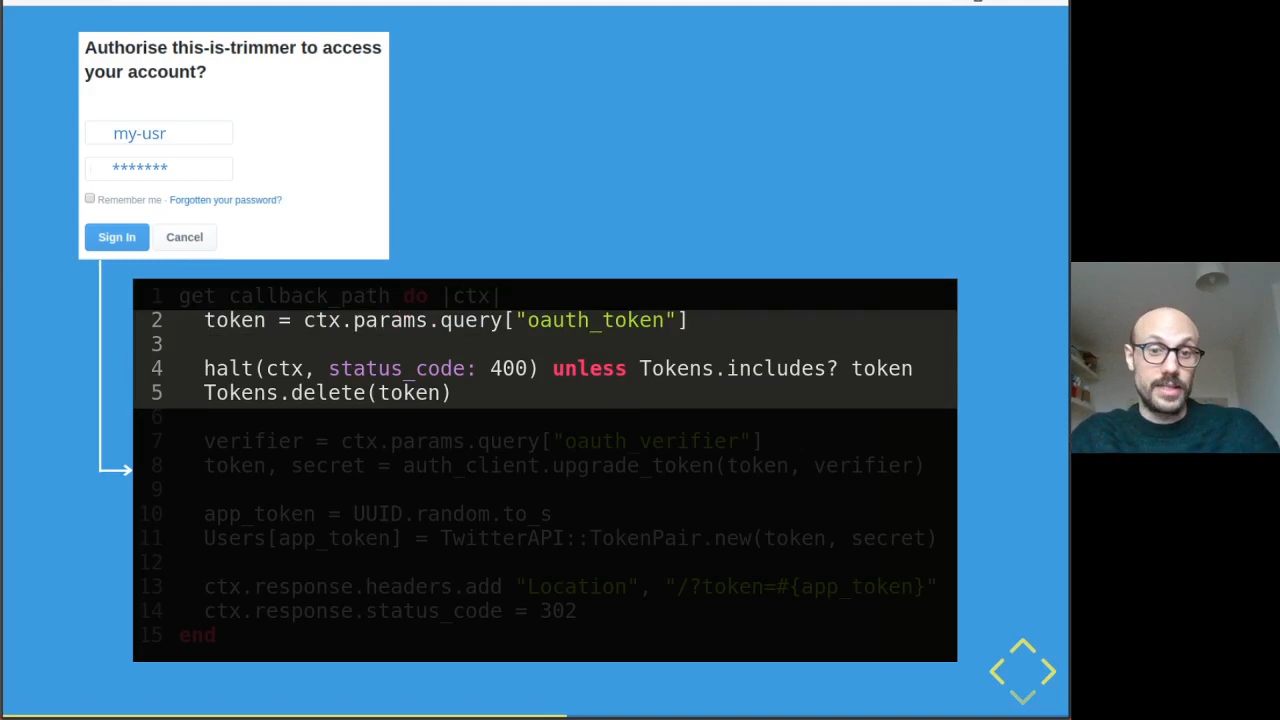 Authorise this-is-trimmer to access
your account?
my-usr
*******
Remember me · Forgotten your password?
Sign In
Cancel
1 get callback_path do |ctx|
2 token = ctx.params.query["oauth_token"]
3
4 halt(ctx, status_code: 400) unless Tokens.includes? token
5 Tokens.delete(token)
6
7 verifier = ctx.params.query["oauth_verifier"]
8 token, secret = auth_client.upgrade_token(token, verifier)
9
10 app_token = UUID.random.to_s
11 Users[app_token] = TwitterAPI::TokenPair.new(token, secret)
12
13 ctx.response.headers.add "Location", "/?token=#{app_token}"
14 ctx.response.status_code = 302
15 end